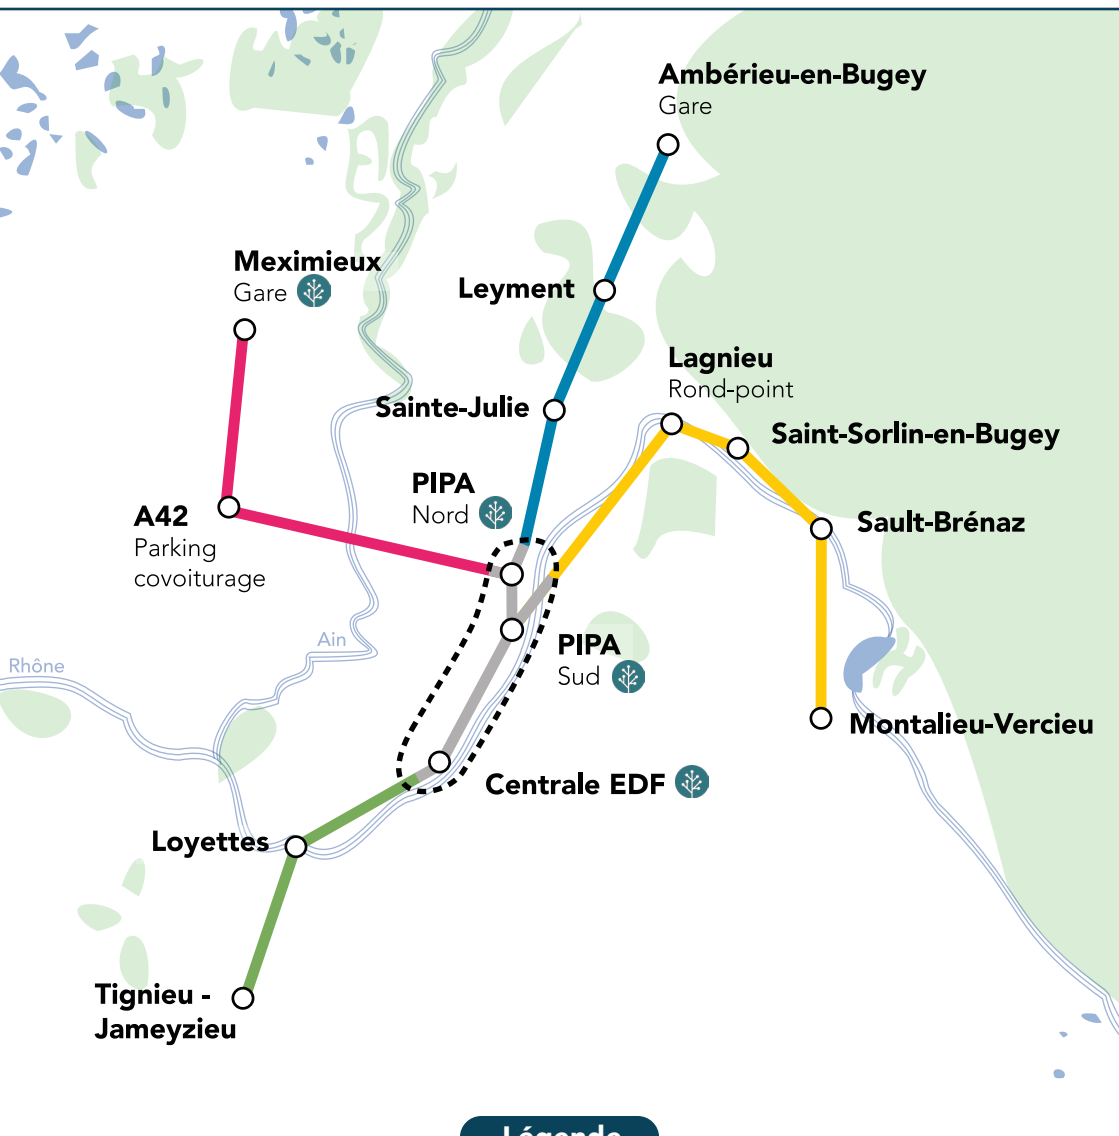 Ambérieu-en-Bugey
Gare
Meximieux
Gare
Leyment
Lagnieu
Rond-point
Sainte-Julie
Saint-Sorlin-en-Bugey
PIPA
Nord
A42
Parking
covoiturage
Sault-Brénaz
Ain
PIPA
Sud
Rhône
Montalieu-Vercieu
Centrale EDF
Loyettes
Tignieu -
Jameyzieu
Légende